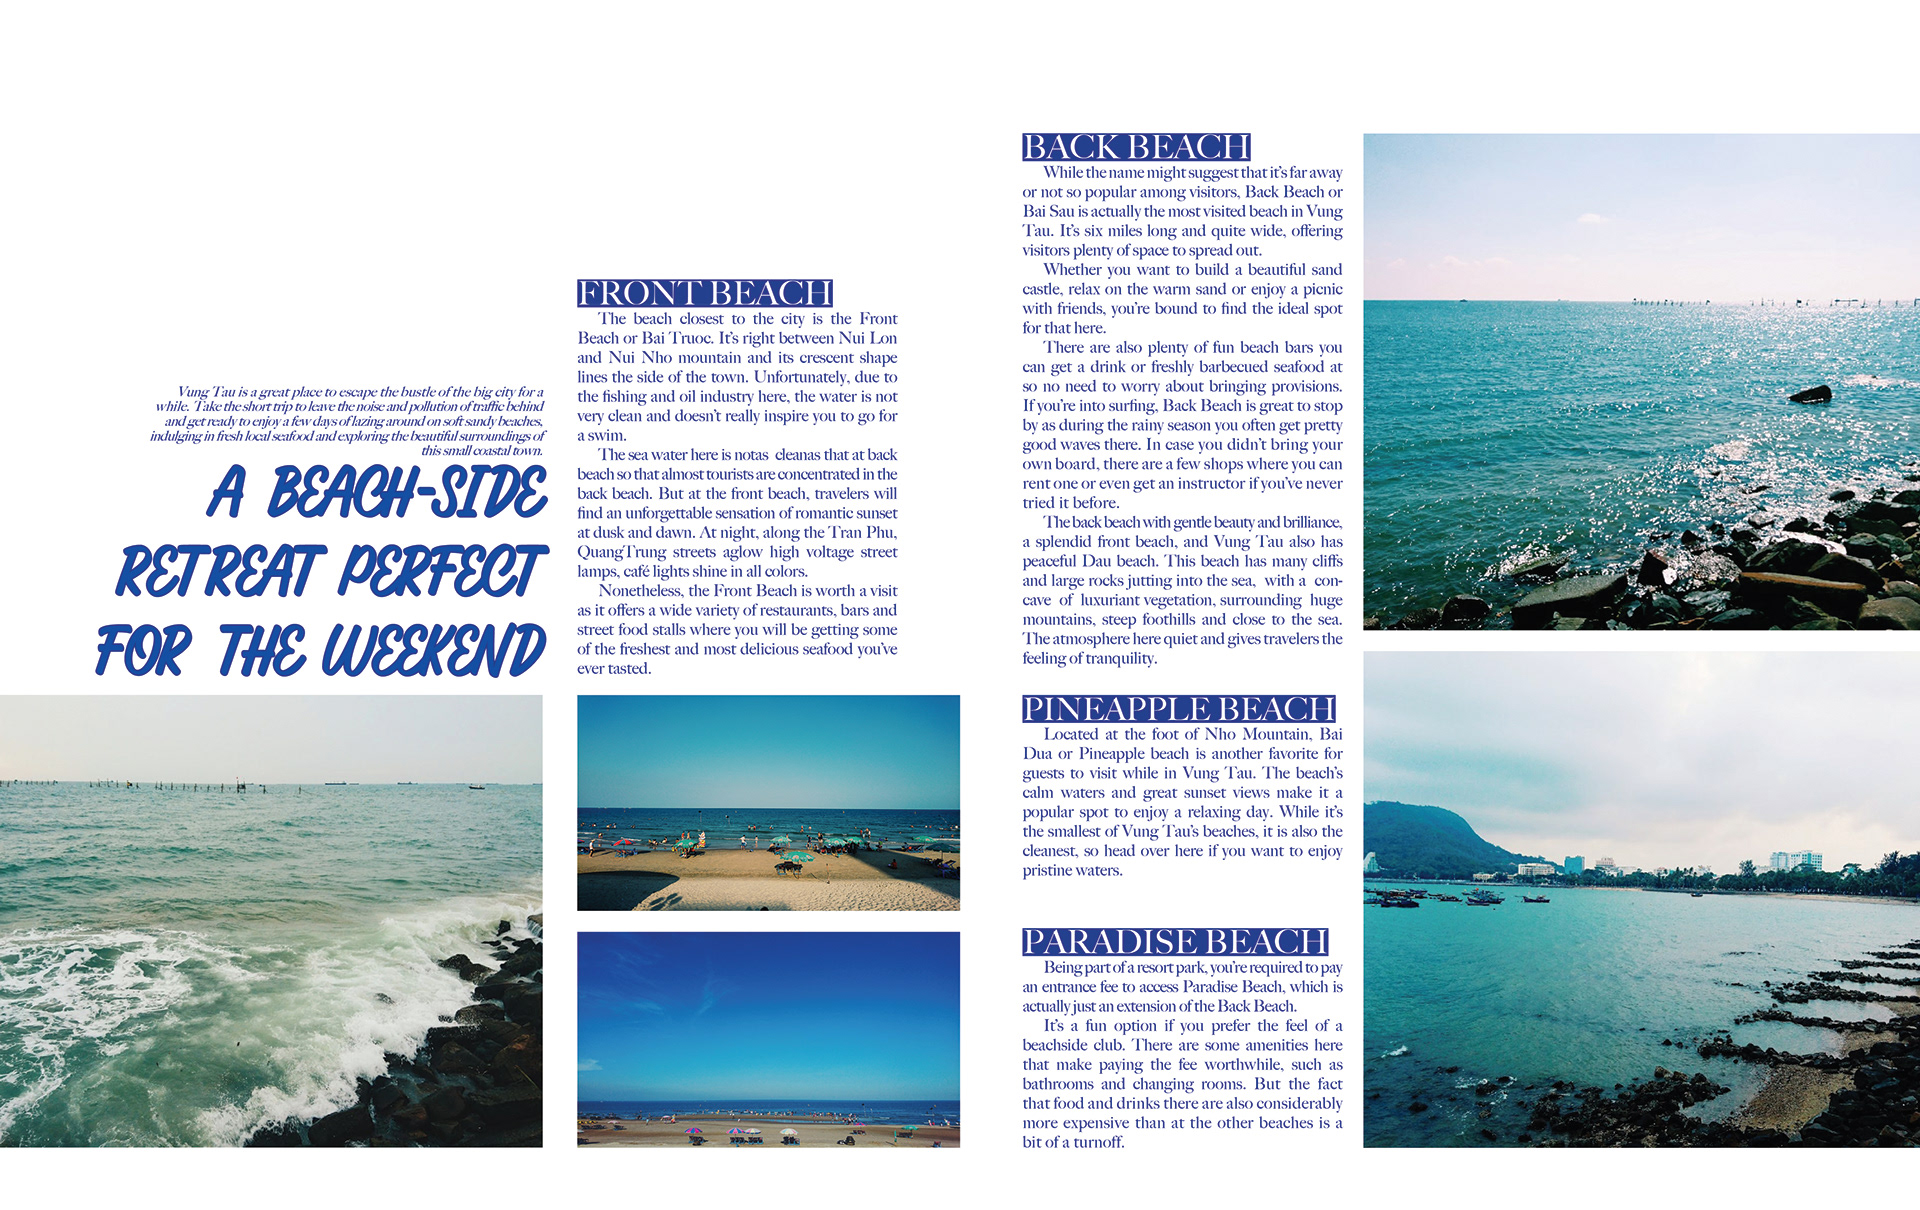 Vung Tau is a great place to escape the bustle of the big city for a
while. Take the short trip to leave the noise and pollution of traffic behind
and get ready to enjoy a few days of lazing around on soft sandy beaches,
indulging in fresh local seafood and exploring the beautiful surroundings of
this small coastal town.
A BEACH-SIDE
RETREAT PERFECT
FOR THE WEEKEND
FRONT BEACH
The beach closest to the city is the Front
Beach or Bai Truoc. It's right between Nui Lon
and Nui Nho mountain and its crescent shape
lines the side of the town. Unfortunately, due to
the fishing and oil industry here, the water is not
very clean and doesn't really inspire you to go for
a swim.
The sea water here is notas cleanas that at back
beach so that almost tourists are concentrated in the
back beach. But at the front beach, travelers will
find an unforgettable sensation of romantic sunset
at dusk and dawn. At night, along the Tran Phu,
QuangTrung streets aglow high voltage street
lamps, café lights shine in all colors.
Nonetheless, the Front Beach is worth a visit
as it offers a wide variety of restaurants, bars and
street food stalls where you will be getting some
of the freshest and most delicious seafood you've
ever tasted.
BACK BEACH
While the name might suggest that it's far away
or not so popular among visitors, Back Beach or
Bai Sau is actually the most visited beach in Vung
Tau. It's six miles long and quite wide, offering
visitors plenty of space to spread out.
Whether you want to build a beautiful sand
castle, relax on the warm sand or enjoy a picnic
with friends, you're bound to find the ideal spot
for that here.
There are also plenty of fun beach bars you
can get a drink or freshly barbecued seafood at
so no need to worry about bringing provisions.
If you're into surfing, Back Beach is great to stop
by as during the rainy season you often get pretty
good waves there. In case you didn't bring your
own board, there are a few shops where you can
rent one or even get an instructor if you've never
tried it before.
The back beach with gentle beauty and brilliance,
a splendid front beach, and Vung Tau also has
peaceful Dau beach. This beach has many cliffs
and large rocks jutting into the sea, with a con-
cave of luxuriant vegetation, surrounding huge
mountains, steep foothills and close to the sea.
The atmosphere here quiet and gives travelers the
feeling of tranquility.
PINEAPPLE BEACH
Located at the foot of Nho Mountain, Bai
Dua or Pineapple beach is another favorite for
guests to visit while in Vung Tau. The beach's
calm waters and great sunset views make it a
popular spot to enjoy a relaxing day. While it's
the smallest of Vung Tau's beaches, it is also the
cleanest, so head over here if you want to enjoy
pristine waters.
PARADISE BEACH
Being part of a resort park, you're required to pay
an entrance fee to access Paradise Beach, which is
actually just an extension of the Back Beach.
It's a fun option if you prefer the feel of a
beachside club. There are some amenities here
that make paying the fee worthwhile, such as
bathrooms and changing rooms. But the fact
that food and drinks there are also considerably
more expensive than at the other beaches is a
bit of a turnoff.